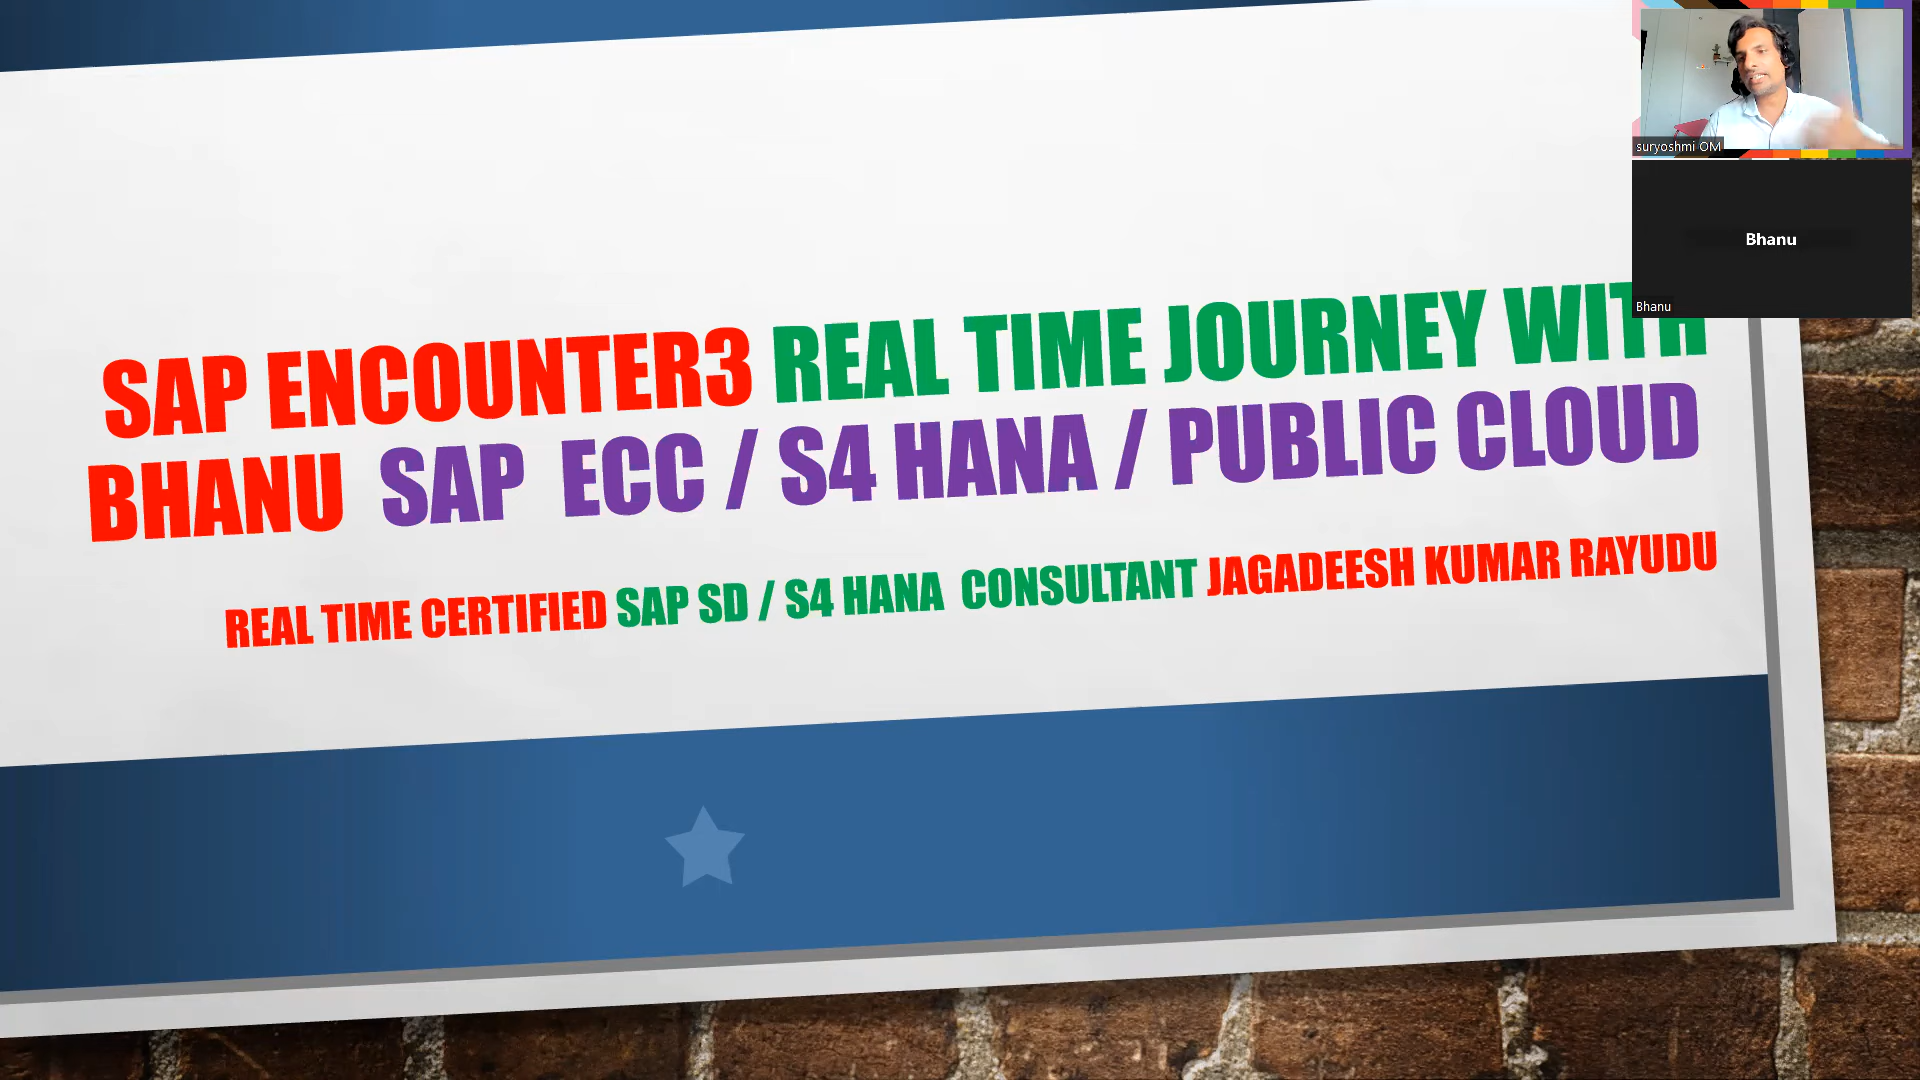 suryoshmi OM
Bhanu
Bhanu
SAP ENCOUNTER3 REAL TIME JOURNEY WITH
BHANU SAP ECC / S4 HANA / PUBLIC CLOUD
REAL TIME CERTIFIED SAP SD / S4 HANA CONSULTANT JAGADEESH KUMAR RAYUDU